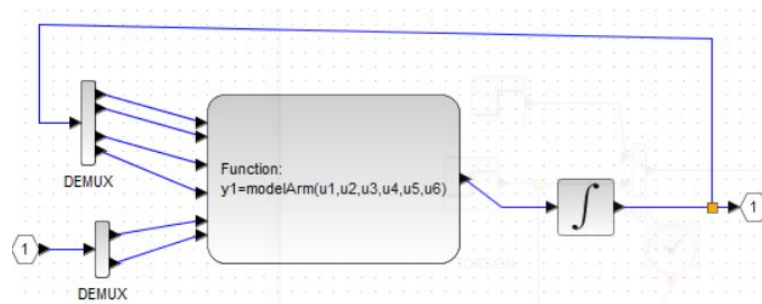 DEMUX
Function:
y1=modelArm(u1,u2,u3,u4,u5,u6)
∫
1
1
DEMUX